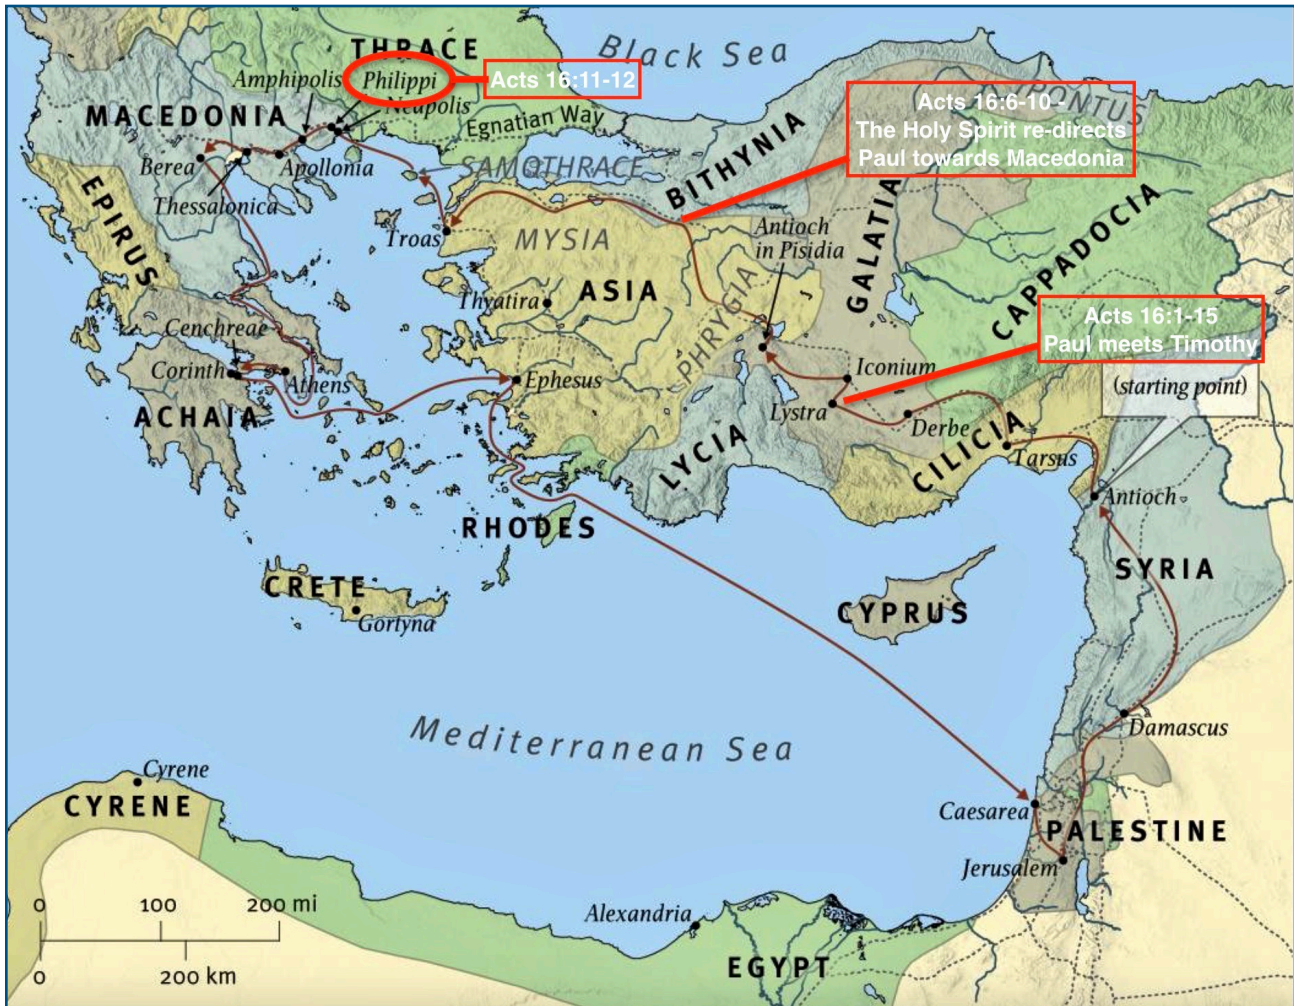 Black Sea
THRACE
Amphipolis
Philippi
Acts 16:11-12
Neapolis
MACEDONIA
Egnatian Way
PONTUS
Acts 16:6-10 -
The Holy Spirit re-directs
Paul towards Macedonia
Berea
Apollonia
SAMOTHRACE
BITHYNIA
EPIRUS
Thessalonica
Troas
MYSIA
Antioch
in Pisidia
GALATIA
CAPPADOCIA
Thyatira
ASIA
PHRYGIA
Acts 16:1-15
Paul meets Timothy
(starting point)
Cenchreae
Corinth
Athens
Ephesus
Iconium
ACHAIA
Lystra
Derbe
LYCIA
CILICIA
Tarsus
Antioch
RHODES
SYRIA
CRETE
Gortyna
CYPRUS
Mediterranean Sea
Damascus
Cyrene
CYRENE
Caesarea
PALESTINE
Jerusalem
0 100 200 mi
0 200 km
Alexandria
EGYPT